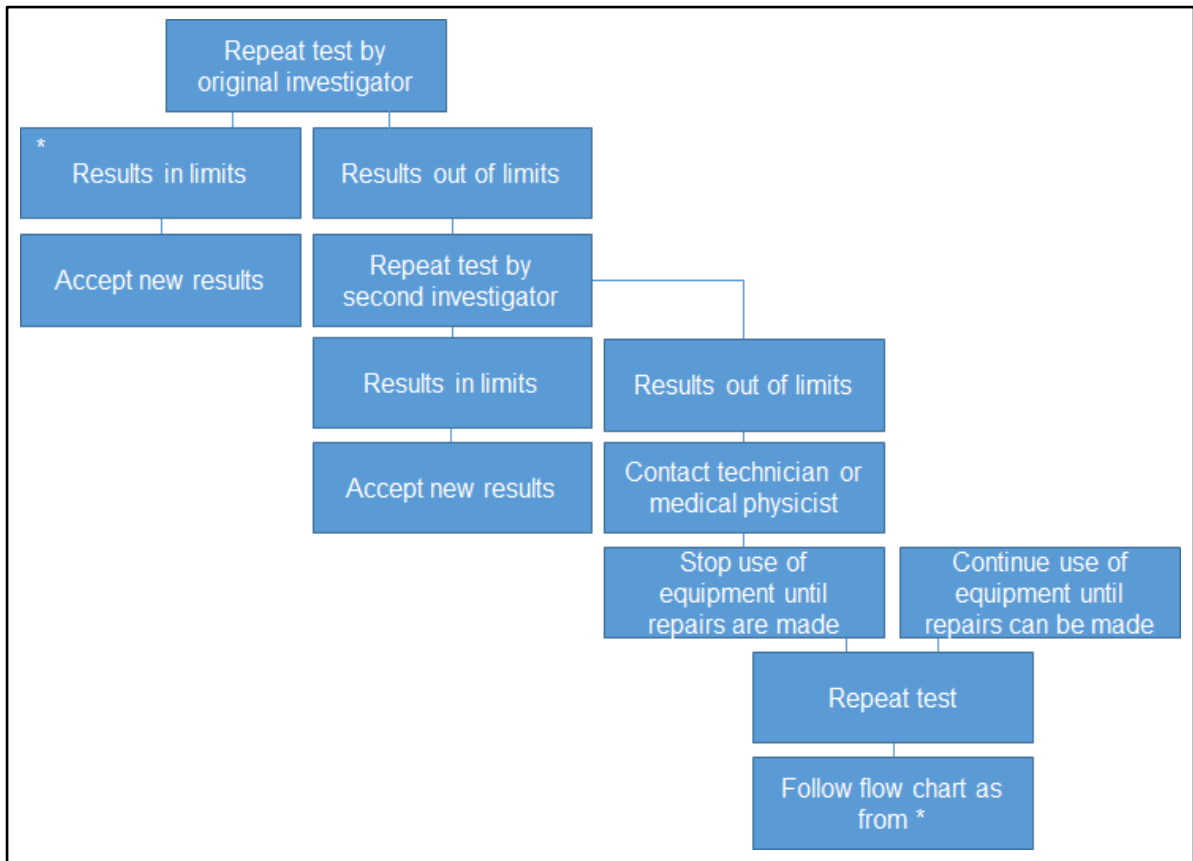 Repeat test by
original investigator
*
Results in limits
Results out of limits
Accept new results
Repeat test by
second investigator
Results in limits
Results out of limits
Accept new results
Contact technician or
medical physicist
Stop use of
equipment until
repairs are made
Continue use of
equipment until
repairs can be made
Repeat test
Follow flow chart as
from *